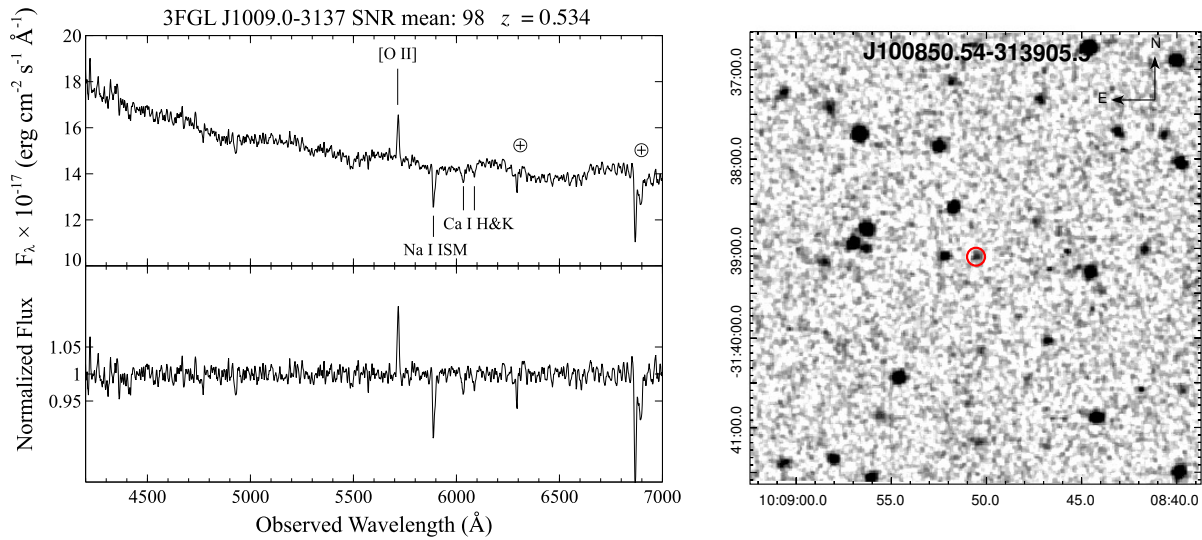 3FGL J1009.0-3137 SNR mean: 98 z = 0.534
20
18
16
14
12
10
F_λ × 10⁻¹⁷ (erg cm⁻² s⁻¹ Å⁻¹)
[O II]
⊕
⊕
Ca I H&K
Na I ISM
1.05
1
0.95
Normalized Flux
4500 5000 5500 6000 6500 7000
Observed Wavelength (Å)
J100850.54-313905.5
N
E
37:00.0
38:00.0
39:00.0
31:40:00.0
41:00.0
10:09:00.0 55.0 50.0 45.0 08:40.0